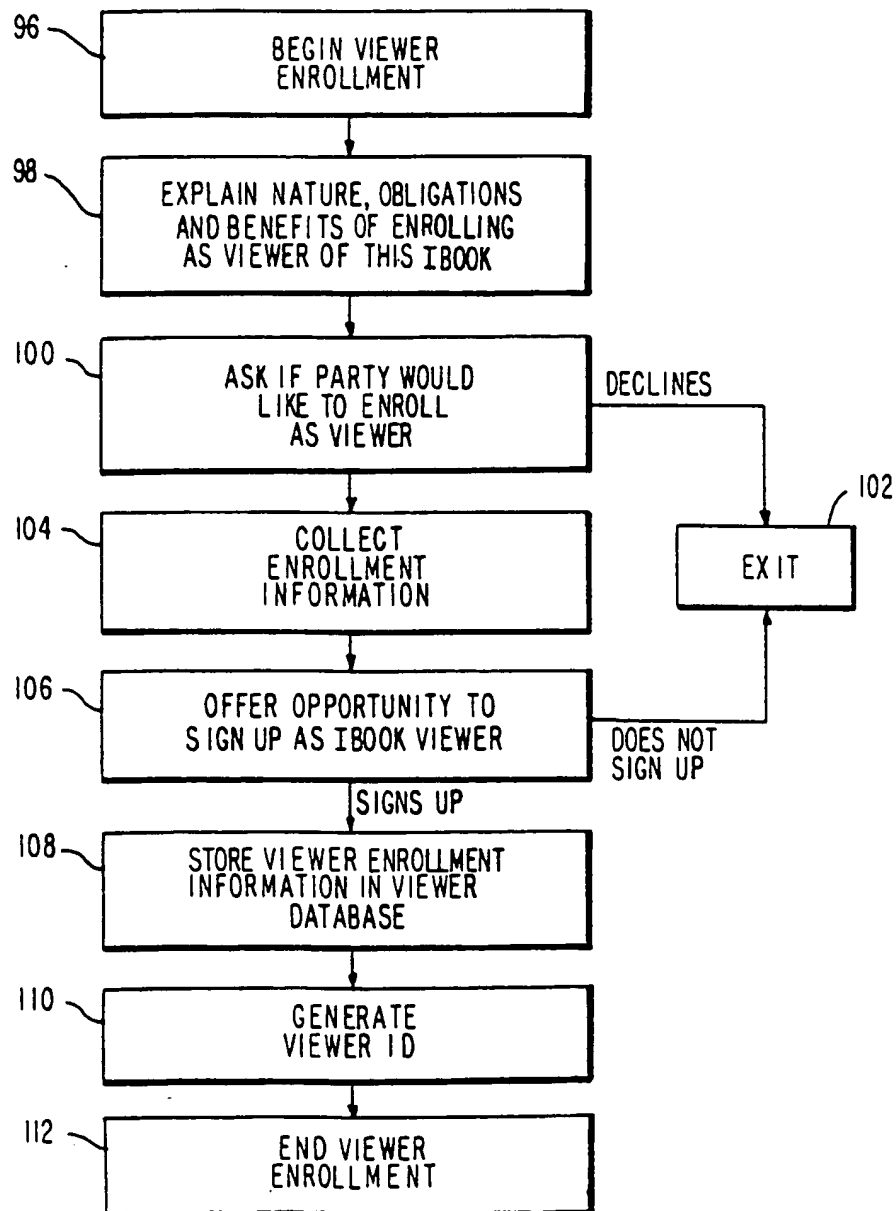 96
BEGIN VIEWER
ENROLLMENT
98
EXPLAIN NATURE, OBLIGATIONS
AND BENEFITS OF ENROLLING
AS VIEWER OF THIS IBOOK
100
ASK IF PARTY WOULD
LIKE TO ENROLL
AS VIEWER
DECLINES
102
EXIT
104
COLLECT
ENROLLMENT
INFORMATION
106
OFFER OPPORTUNITY TO
SIGN UP AS IBOOK VIEWER
DOES NOT
SIGN UP
SIGNS UP
108
STORE VIEWER ENROLLMENT
INFORMATION IN VIEWER
DATABASE
110
GENERATE
VIEWER ID
112
END VIEWER
ENROLLMENT